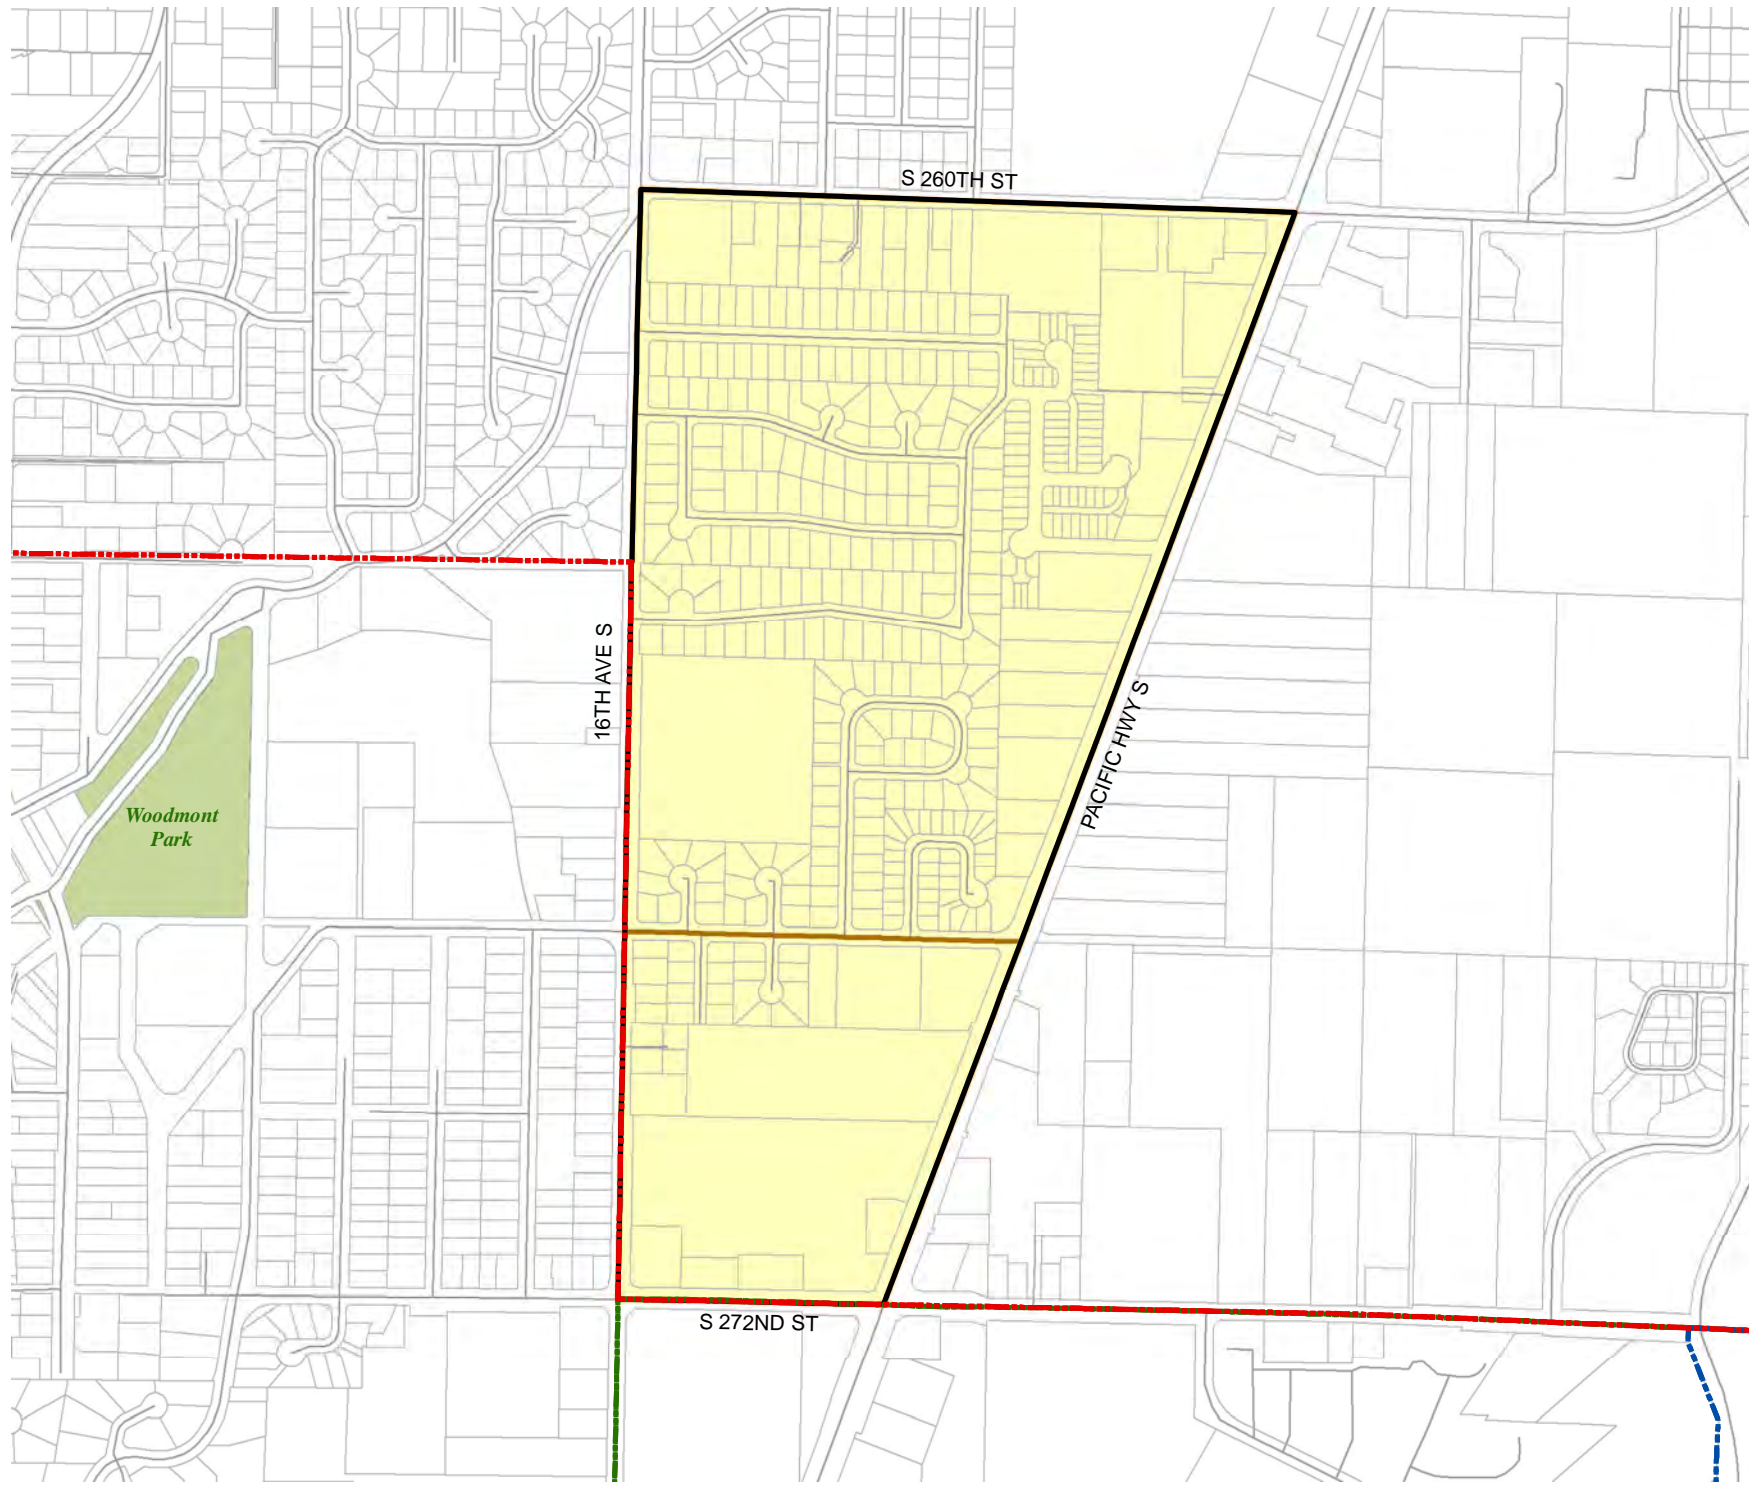 S 260TH ST
16TH AVE S
PACIFIC HWY S
Woodmont
Park
S 272ND ST